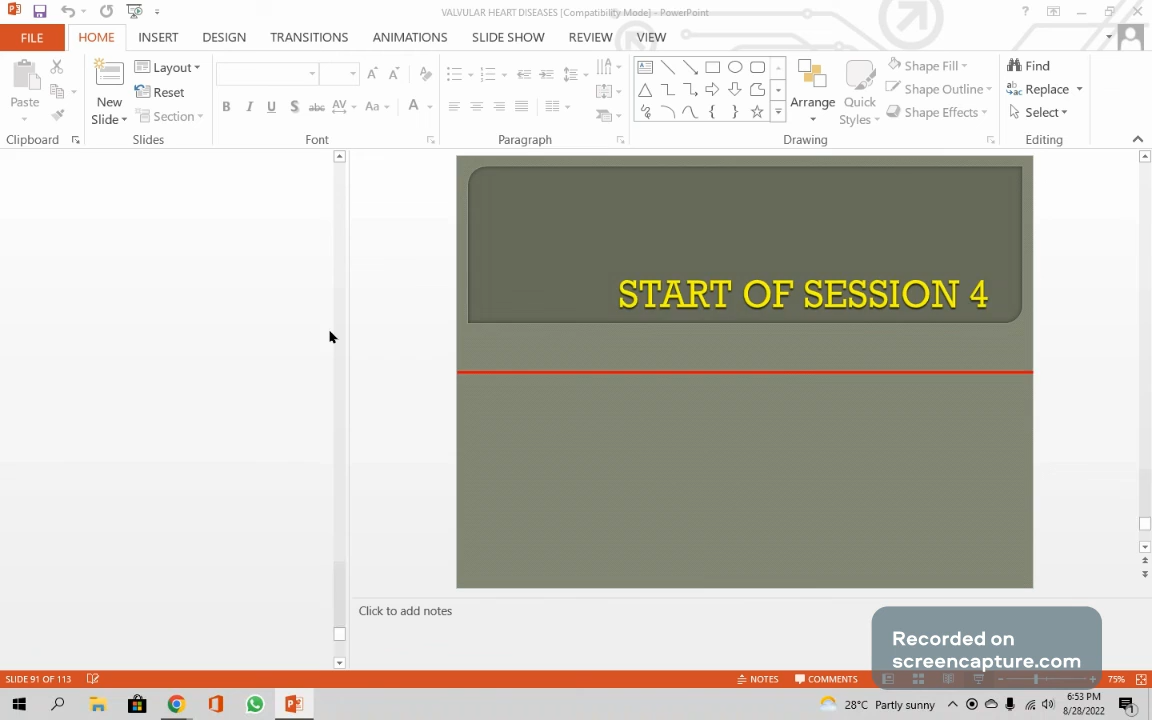 VALVULAR HEART DISEASES [Compatibility Mode] - PowerPoint
FILE HOME INSERT DESIGN TRANSITIONS ANIMATIONS SLIDE SHOW REVIEW VIEW
Paste
New Slide
Layout
Reset
Section
B I U S abc AV Aa A
Arrange
Quick Styles
Shape Fill
Shape Outline
Shape Effects
Find
Replace
Select
Clipboard Slides Font Paragraph Drawing Editing
START OF SESSION 4
Click to add notes
Recorded on
screencapture.com
SLIDE 91 OF 113 NOTES COMMENTS 75%
28°C Partly sunny
6:53 PM
8/28/2022